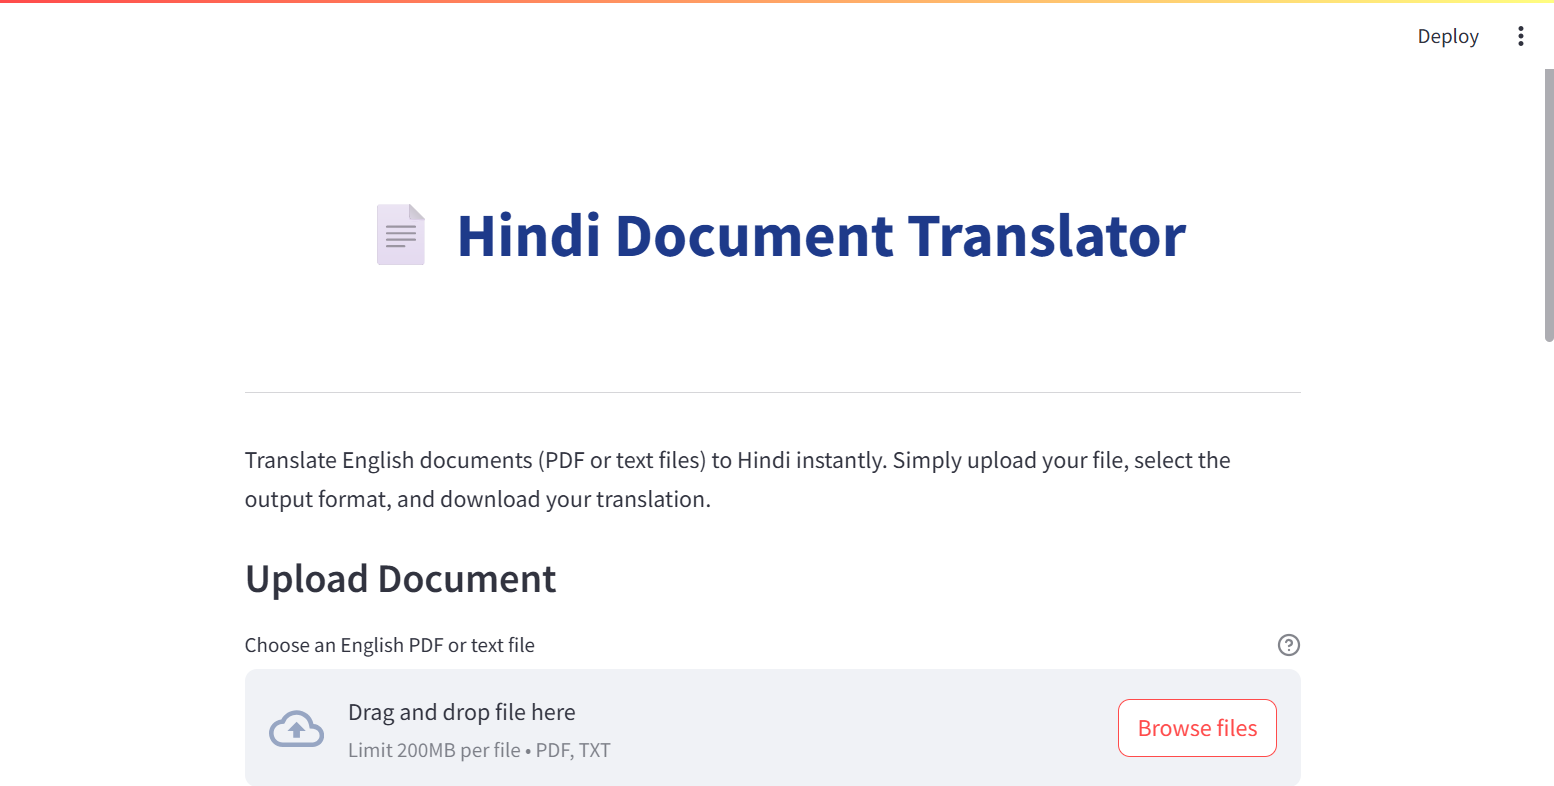 Deploy
Hindi Document Translator
Translate English documents (PDF or text files) to Hindi instantly. Simply upload your file, select the
output format, and download your translation.
Upload Document
Choose an English PDF or text file
Drag and drop file here
Limit 200MB per file • PDF, TXT
Browse files